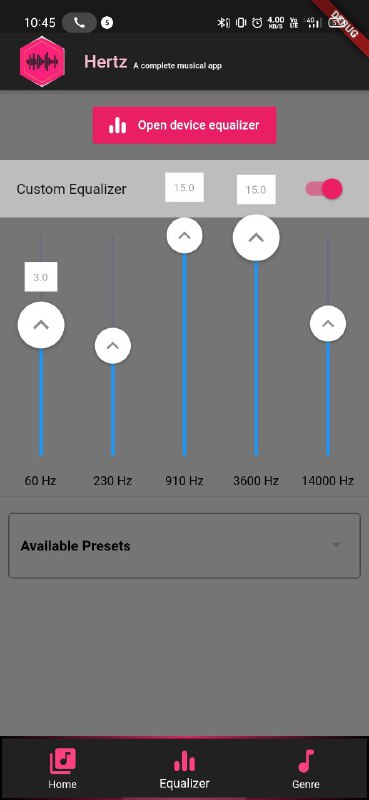 10:45
5
4.00
KB/S
Vo
LTE
4G
DEBUG
Hertz A complete musical app
Open device equalizer
Custom Equalizer 15.0 15.0
3.0
60 Hz 230 Hz 910 Hz 3600 Hz 14000 Hz
Available Presets
Home Equalizer Genre